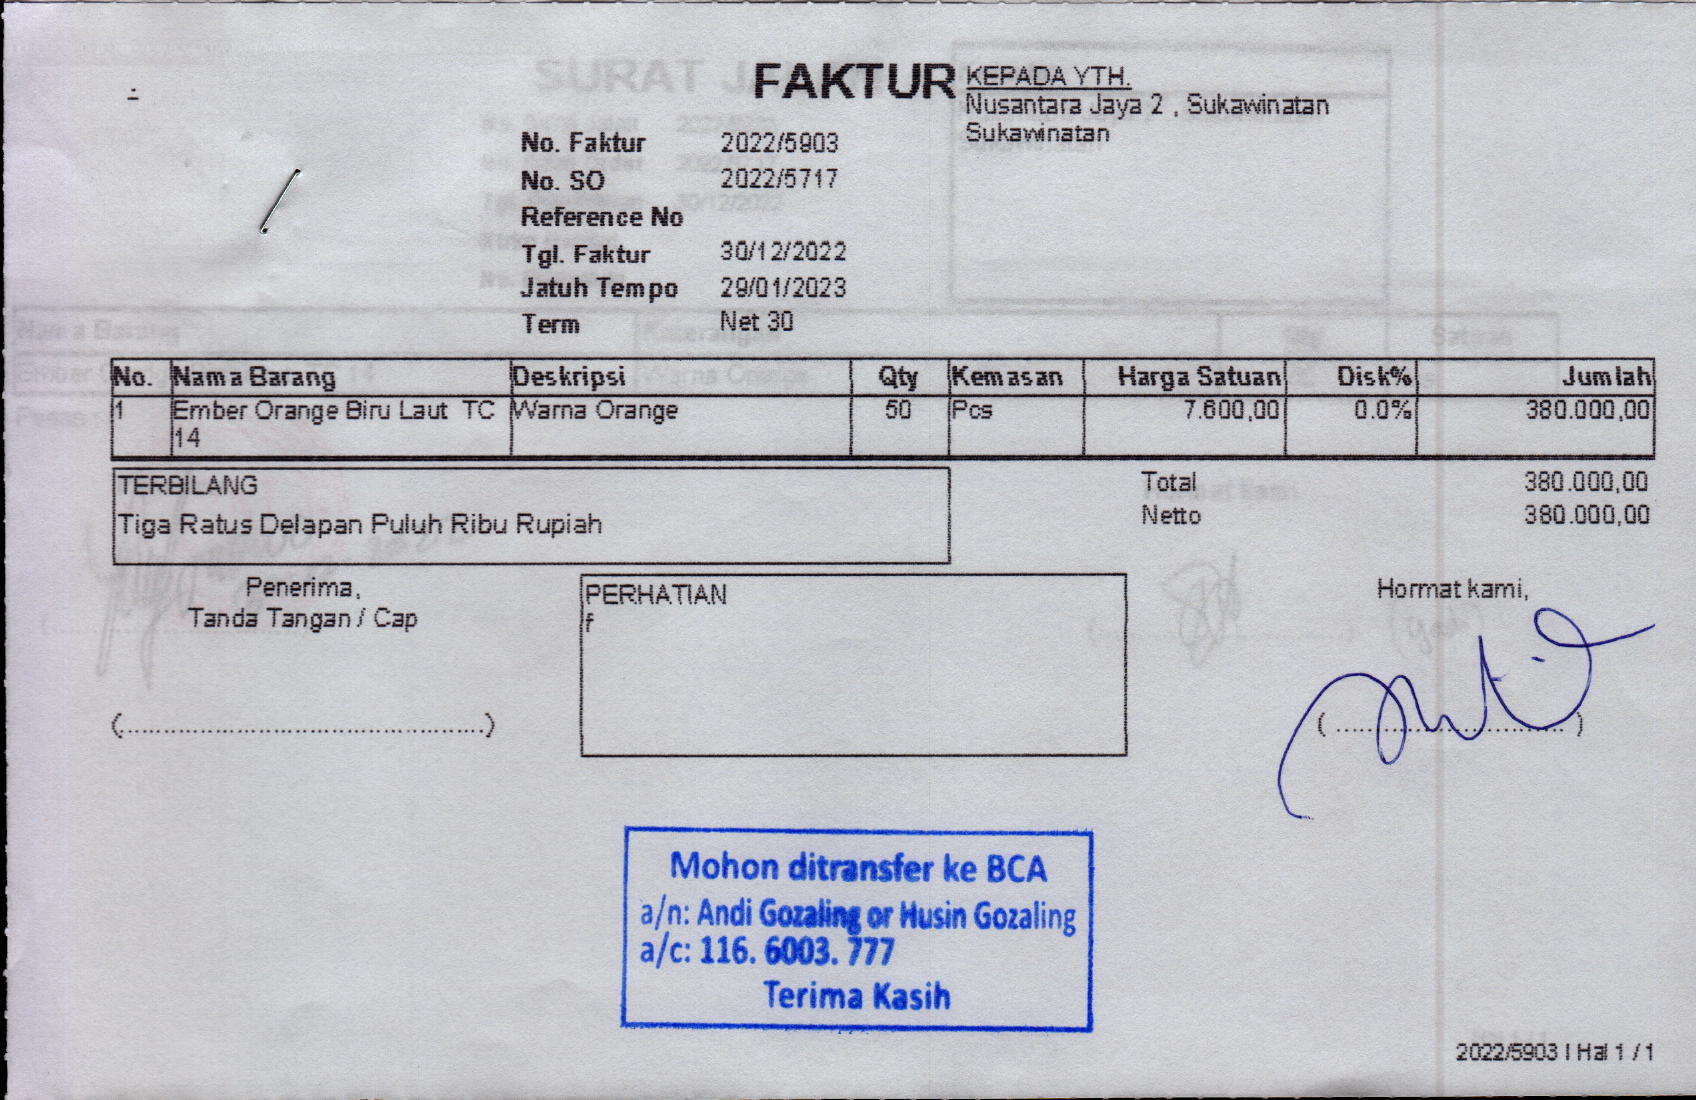 FAKTUR
KEPADA YTH.
Nusantara Jaya 2 , Sukawinatan
Sukawinatan
No. Faktur 2022/5903
No. SO 2022/5717
Reference No
Tgl. Faktur 30/12/2022
Jatuh Tempo 29/01/2023
Term Net 30
No. Nama Barang Deskripsi Qty Kemasan Harga Satuan Disk% Jumlah
1 Ember Orange Biru Laut TC Warna Orange 50 Pcs 7.600,00 0.0% 380.000,00
14
TERBILANG
Tiga Ratus Delapan Puluh Ribu Rupiah
Total 380.000,00
Netto 380.000,00
Penerima,
Tanda Tangan / Cap
(..................................................)
PERHATIAN
f
Hormat kami,
(................................)
Mohon ditransfer ke BCA
a/n: Andi Gozaling or Husin Gozaling
a/c: 116. 6003. 777
Terima Kasih
2022/5903 | Hal 1 / 1